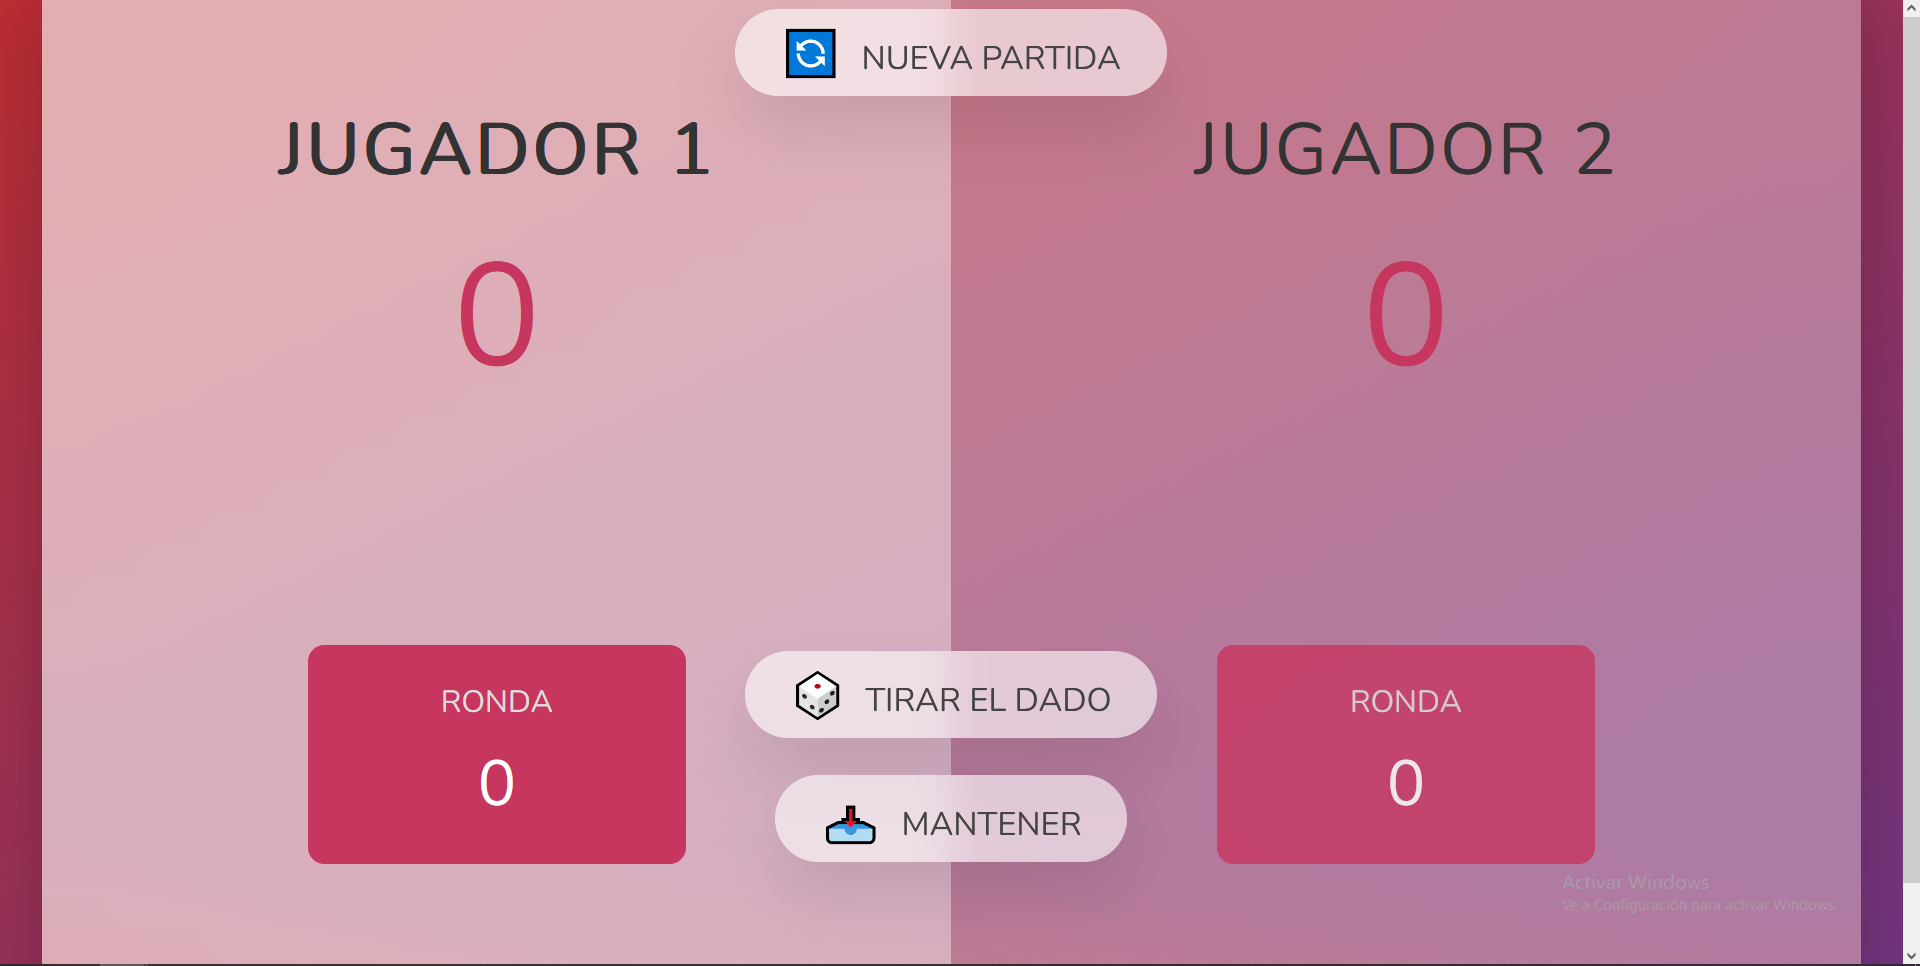 NUEVA PARTIDA
JUGADOR 1
JUGADOR 2
0
0
RONDA
0
TIRAR EL DADO
MANTENER
RONDA
0
Activar Windows
Ve a Configuración para activar Windows.